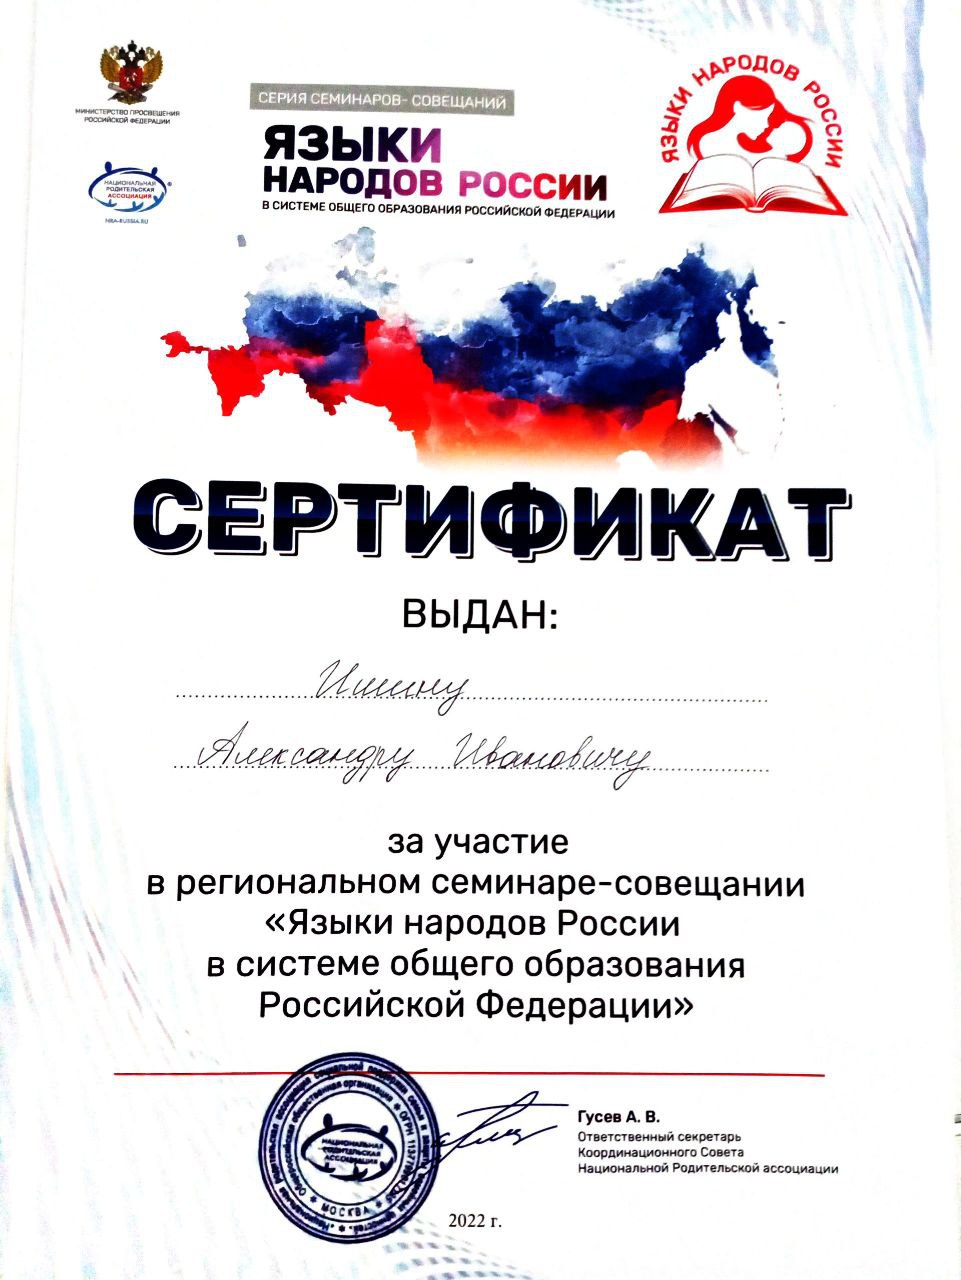 МИНИСТЕРСТВО ПРОСВЕЩЕНИЯ
РОССИЙСКОЙ ФЕДЕРАЦИИ
НАЦИОНАЛЬНАЯ
РОДИТЕЛЬСКАЯ
АССОЦИАЦИЯ
NRA-RUSSIA.RU
СЕРИЯ СЕМИНАРОВ- СОВЕЩАНИЙ
ЯЗЫКИ
НАРОДОВ РОССИИ
В СИСТЕМЕ ОБЩЕГО ОБРАЗОВАНИЯ РОССИЙСКОЙ ФЕДЕРАЦИИ
ЯЗЫКИ НАРОДОВ РОССИИ
СЕРТИФИКАТ
ВЫДАН:
Ишину
Александру Ивановичу
за участие
в региональном семинаре-совещании
«Языки народов России
в системе общего образования
Российской Федерации»
НАЦИОНАЛЬНАЯ
РОДИТЕЛЬСКАЯ
АССОЦИАЦИЯ
МОСКВА
Гусев А. В.
Ответственный секретарь
Координационного Совета
Национальной Родительской ассоциации
2022 г.